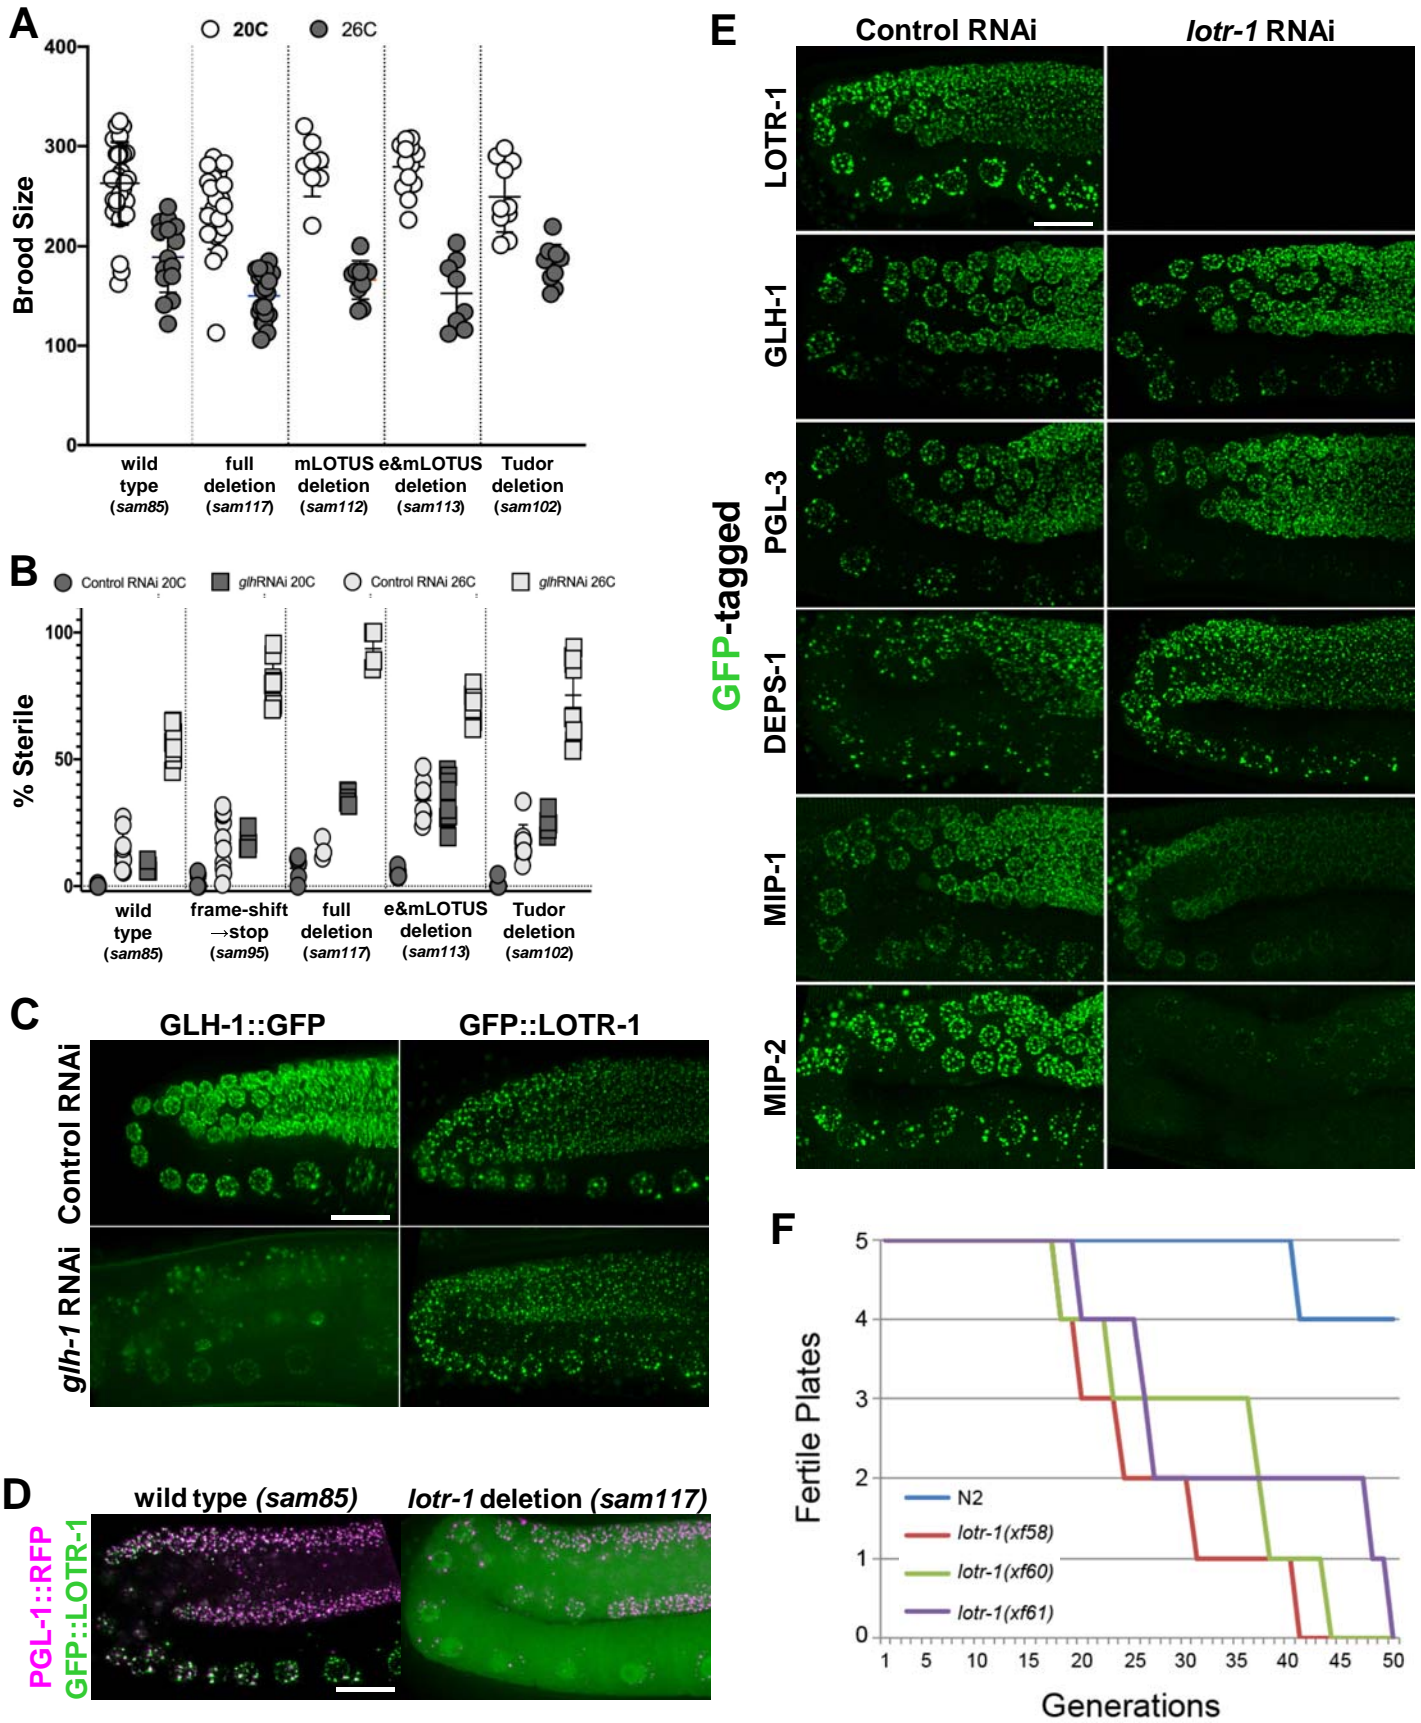 A
20C 26C
Brood Size
400
300
200
100
0
wild
type
(sam85)
full
deletion
(sam117)
mLOTUS
deletion
(sam112)
e&mLOTUS
deletion
(sam113)
Tudor
deletion
(sam102)
B
Control RNAi 20C glhRNAi 20C Control RNAi 26C glhRNAi 26C
% Sterile
100
50
0
wild
type
(sam85)
frame-shift
→stop
(sam95)
full
deletion
(sam117)
e&mLOTUS
deletion
(sam113)
Tudor
deletion
(sam102)
C
GLH-1::GFP GFP::LOTR-1
Control RNAi
glh-1 RNAi
D
wild type (sam85) lotr-1 deletion (sam117)
PGL-1::RFP
GFP::LOTR-1
E
Control RNAi lotr-1 RNAi
GFP-tagged
LOTR-1
GLH-1
PGL-3
DEPS-1
MIP-1
MIP-2
F
Fertile Plates
5
4
3
2
1
0
N2
lotr-1(xf58)
lotr-1(xf60)
lotr-1(xf61)
1 5 10 15 20 25 30 35 40 45 50
Generations